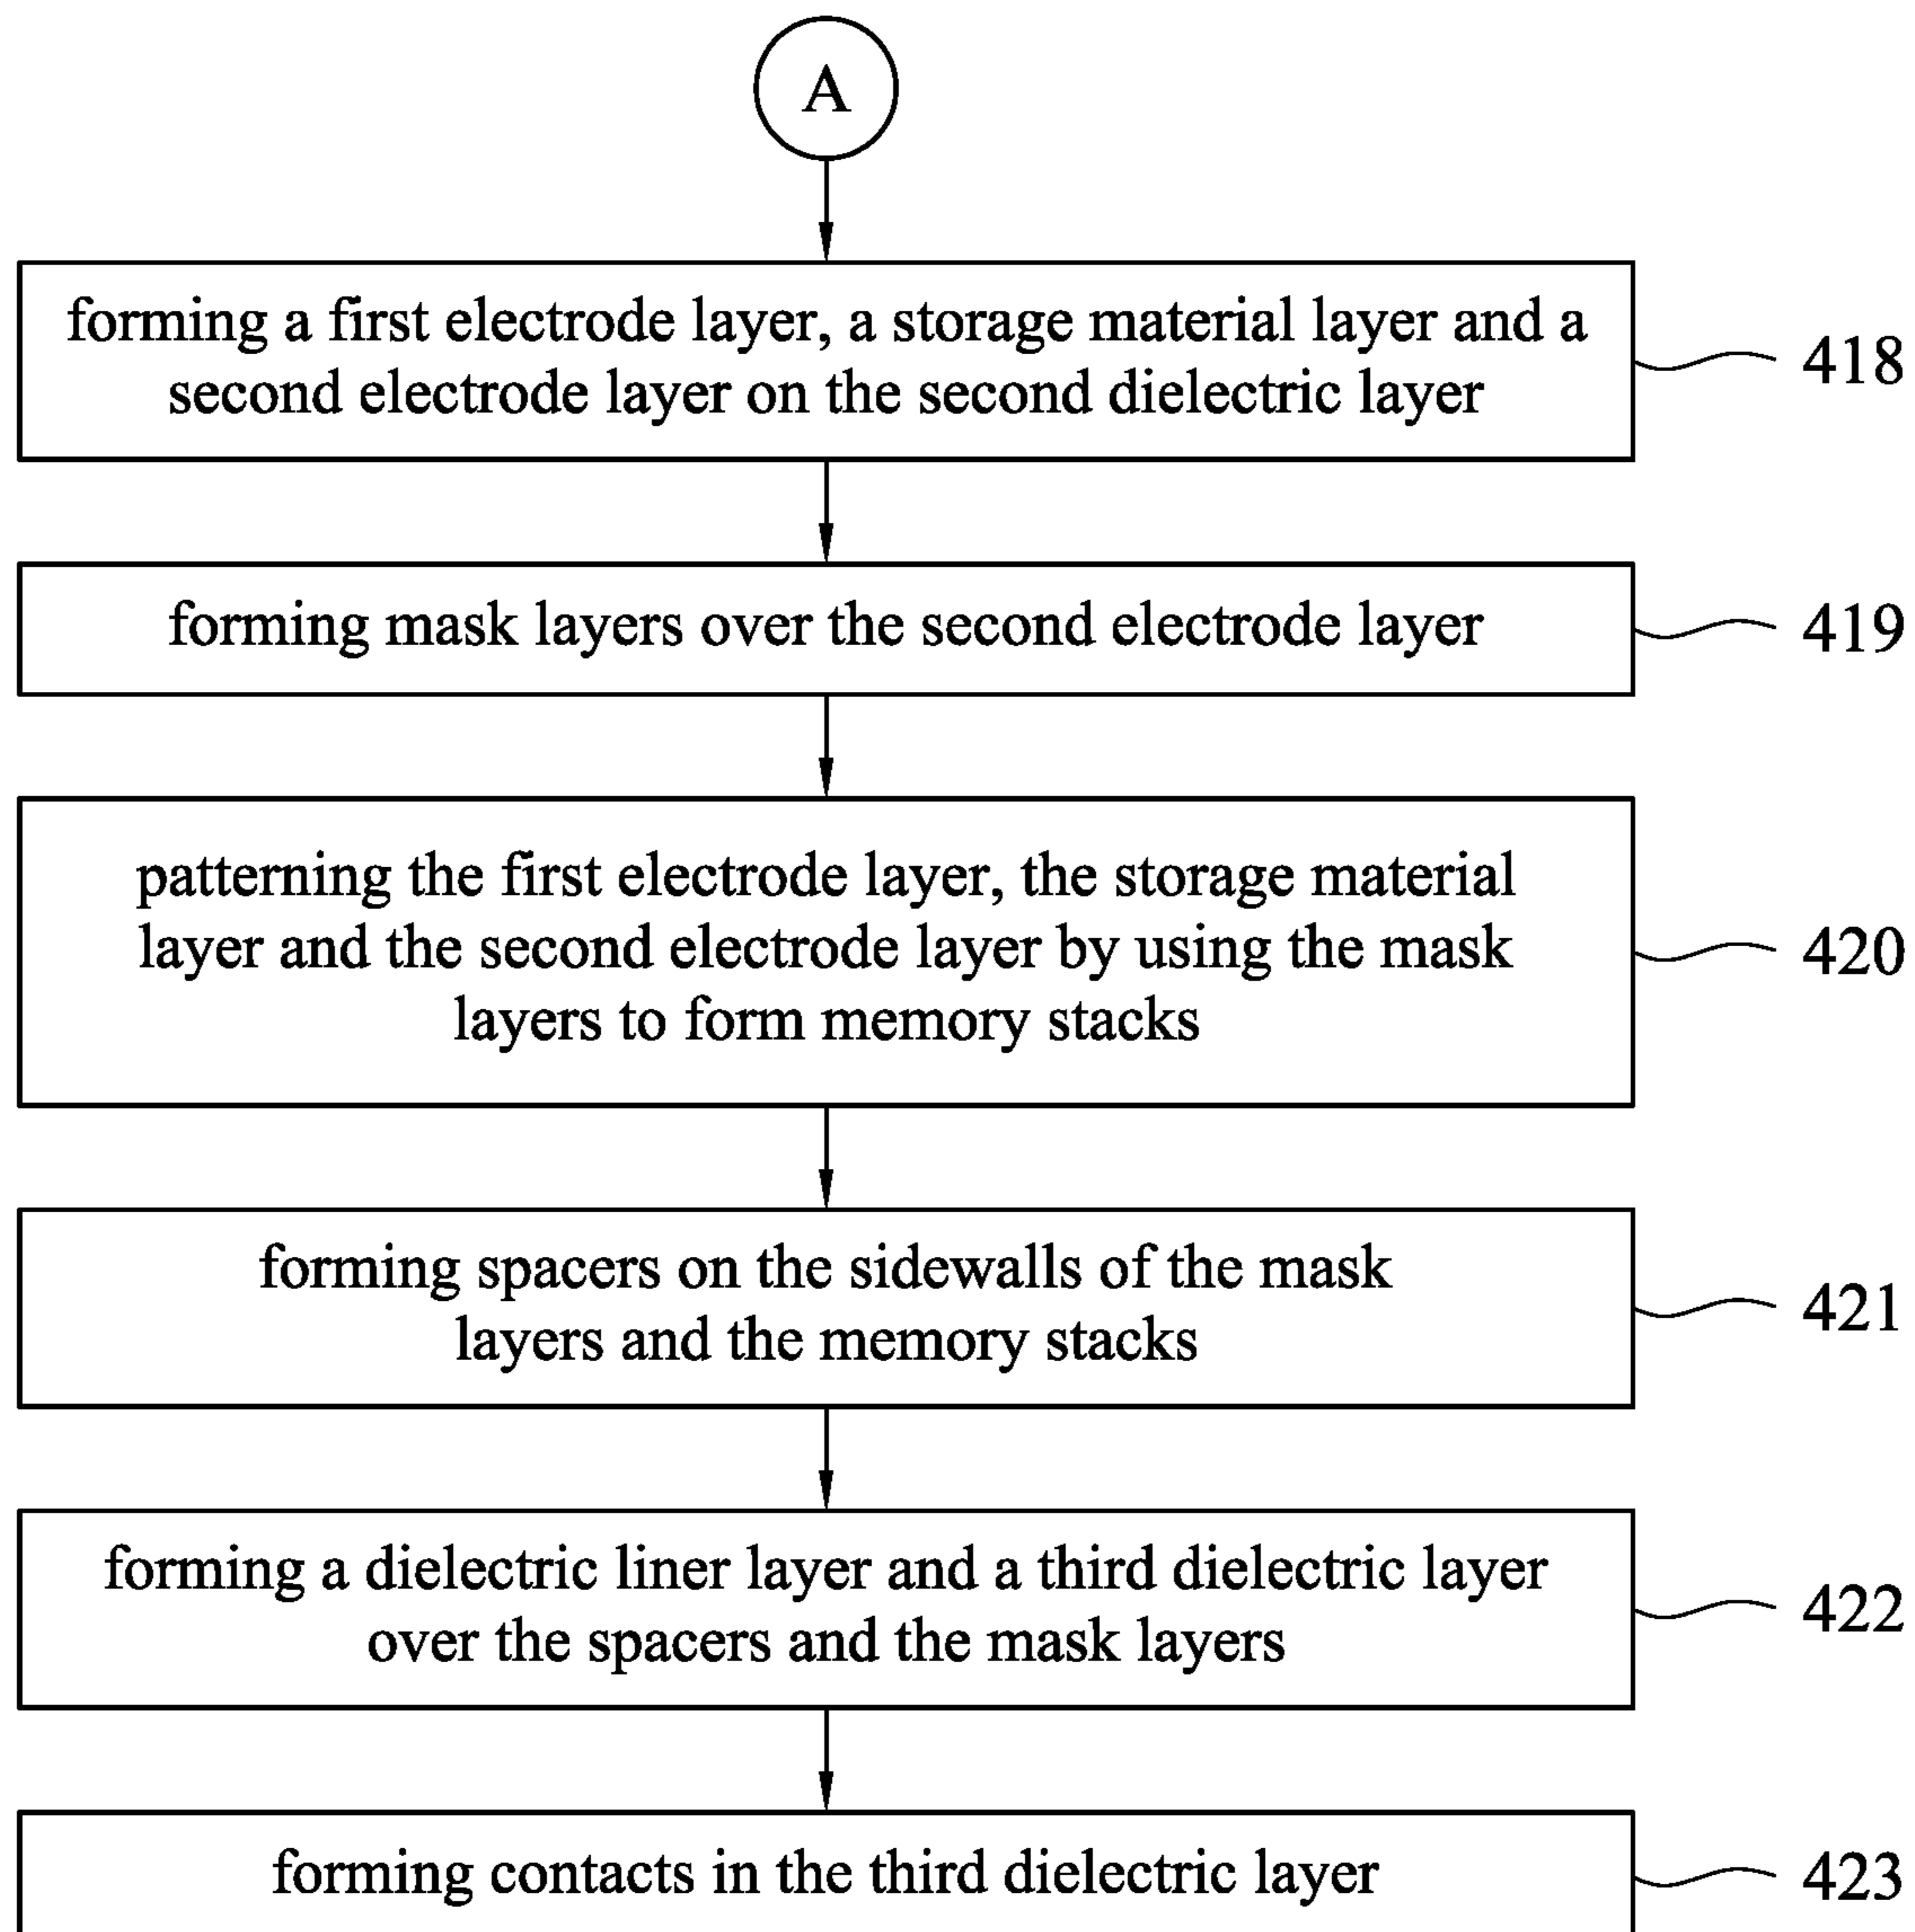 A
forming a first electrode layer, a storage material layer and a
second electrode layer on the second dielectric layer
418
forming mask layers over the second electrode layer
419
patterning the first electrode layer, the storage material
layer and the second electrode layer by using the mask
layers to form memory stacks
420
forming spacers on the sidewalls of the mask
layers and the memory stacks
421
forming a dielectric liner layer and a third dielectric layer
over the spacers and the mask layers
422
forming contacts in the third dielectric layer
423